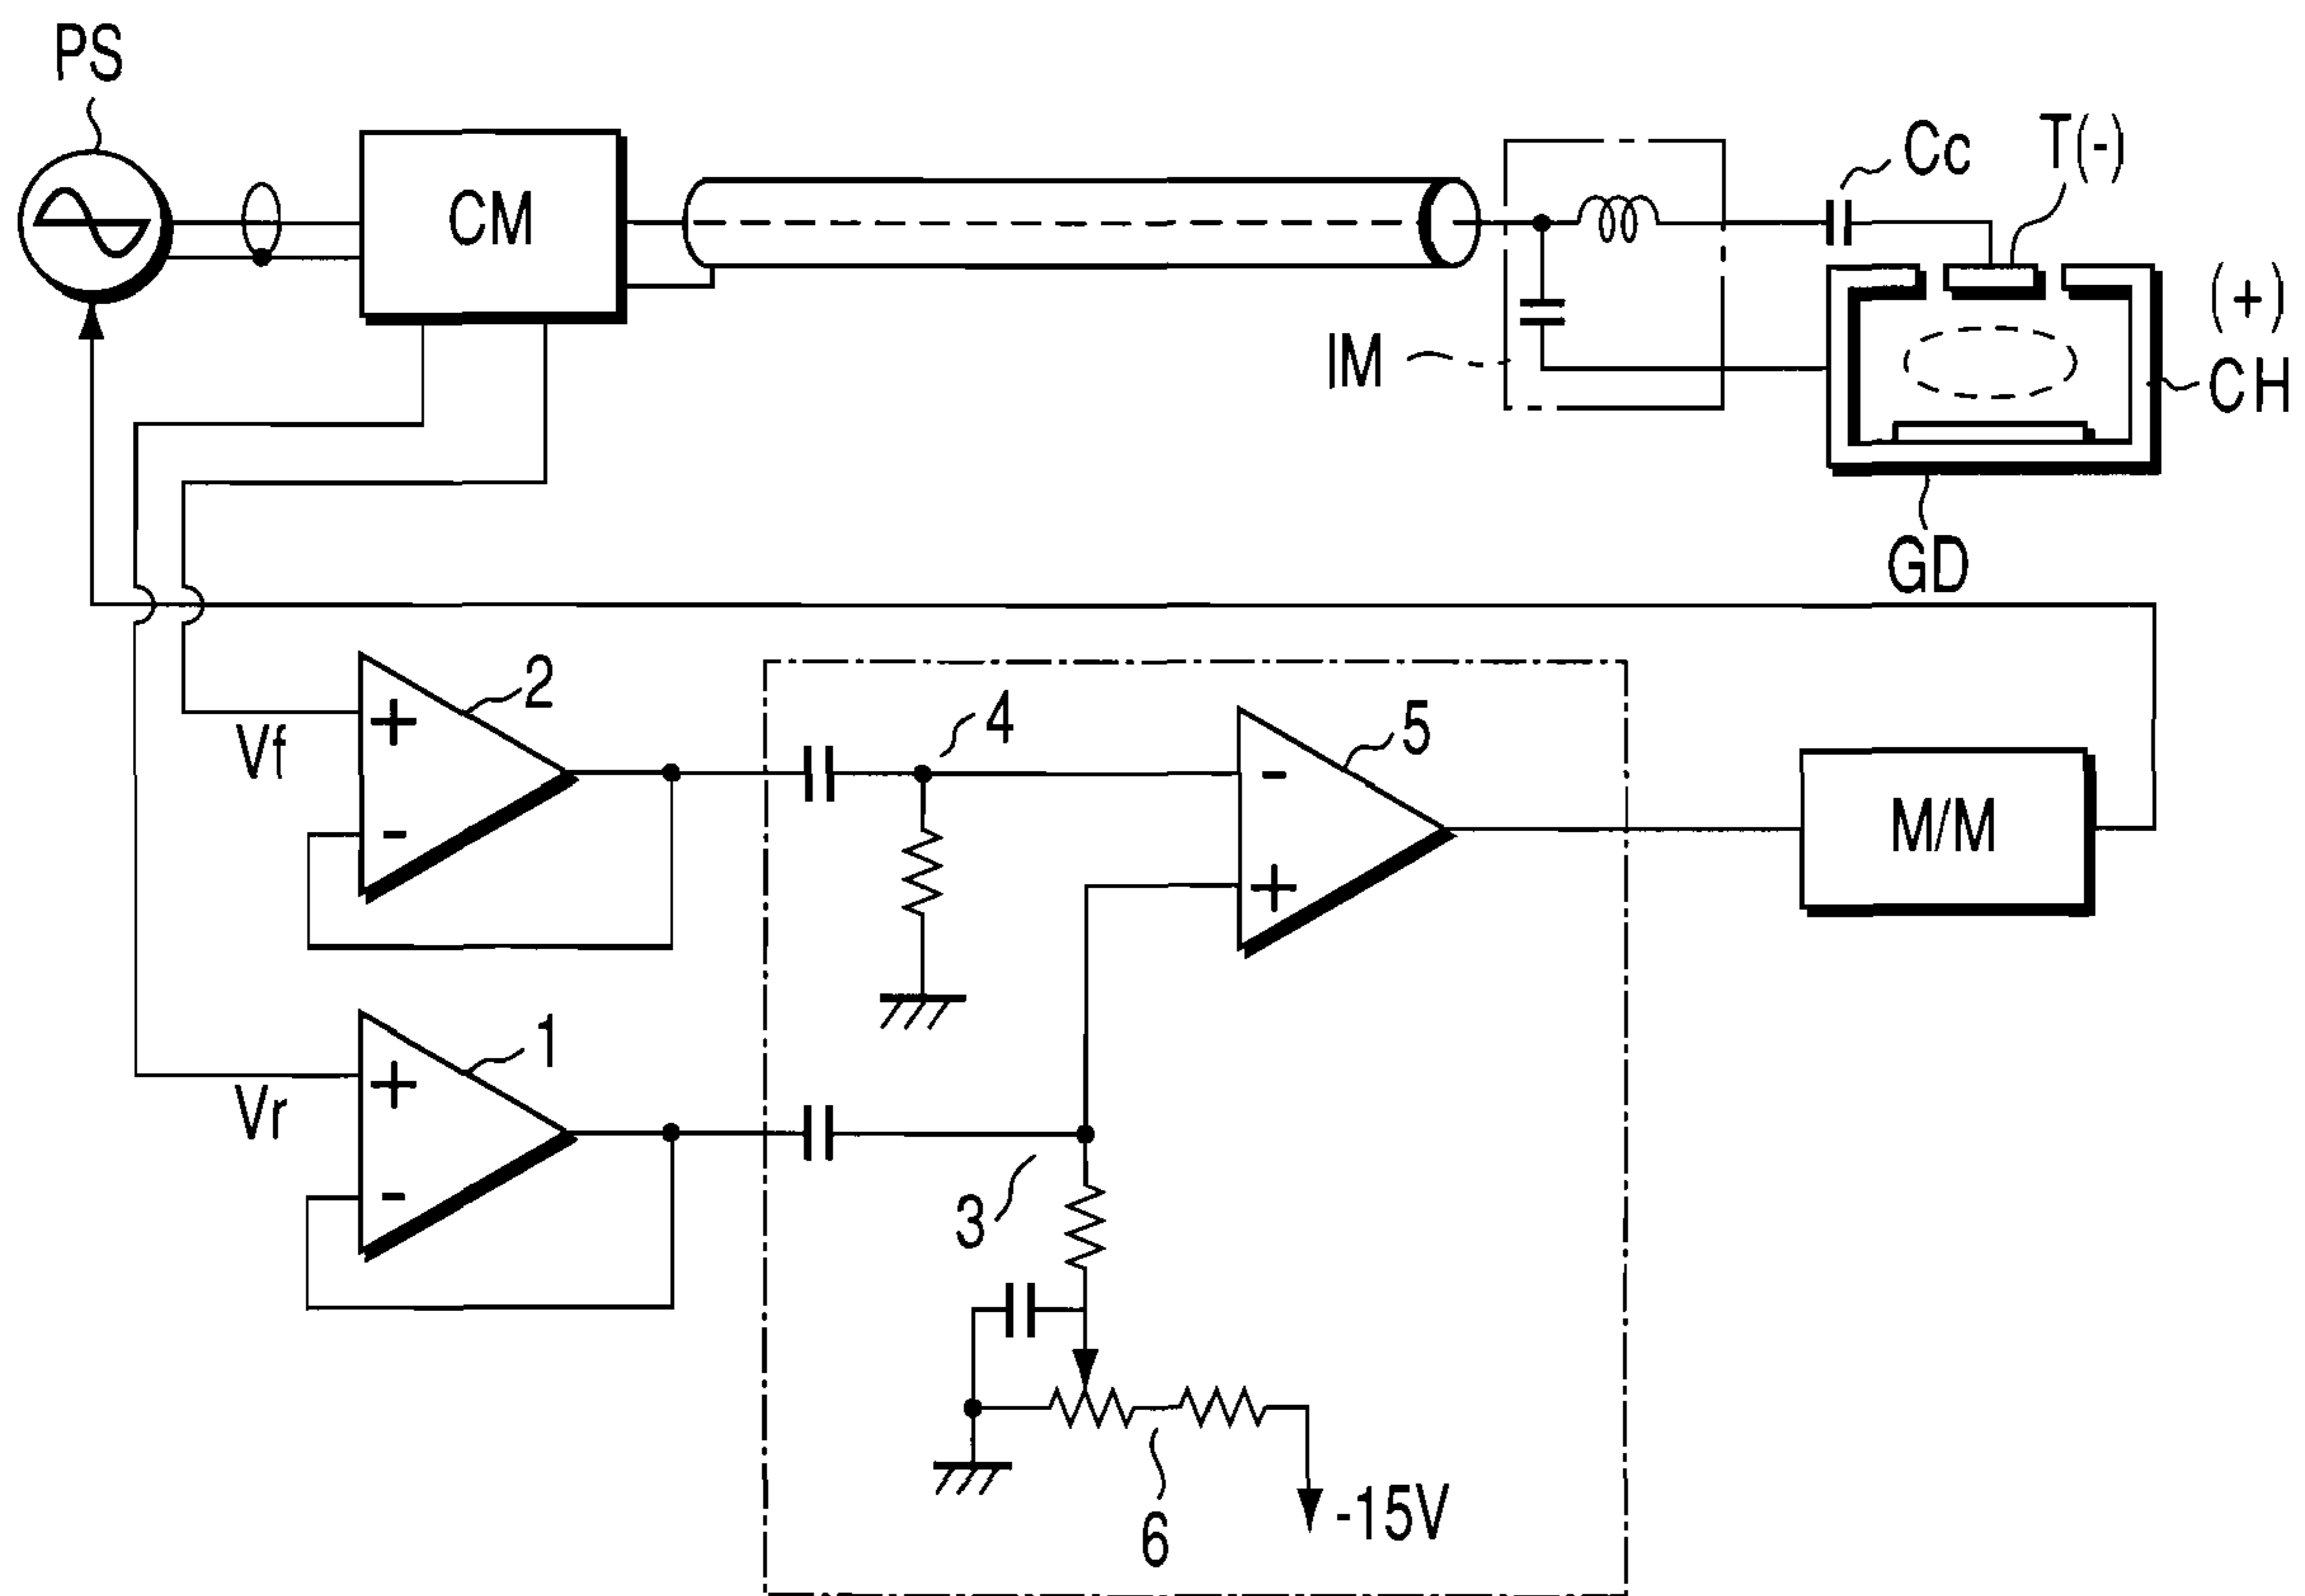 PS
CM
Cc
T(-)
(+)
CH
IM
GD
Vf
+
-
2
4
-
+
5
M/M
Vr
+
-
1
3
6
-15V